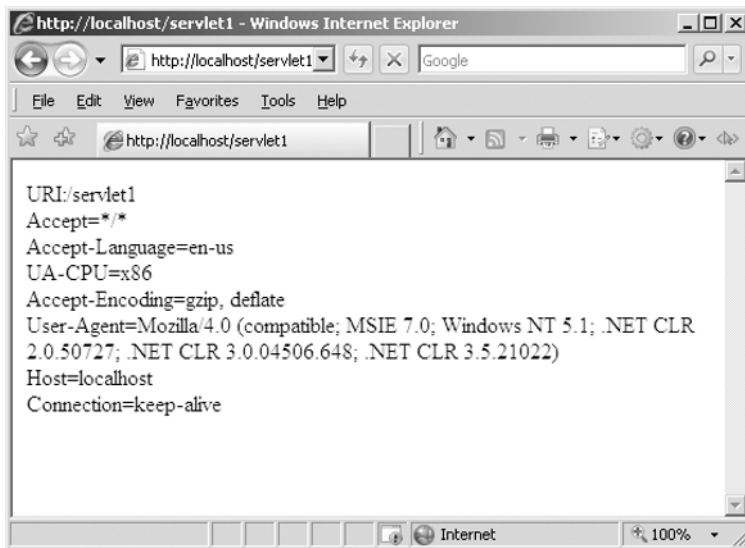 http://localhost/servlet1 - Windows Internet Explorer
http://localhost/servlet1
Google
File Edit View Favorites Tools Help
http://localhost/servlet1
URI:/servlet1
Accept=*/*
Accept-Language=en-us
UA-CPU=x86
Accept-Encoding=gzip, deflate
User-Agent=Mozilla/4.0 (compatible; MSIE 7.0; Windows NT 5.1; .NET CLR
2.0.50727; .NET CLR 3.0.04506.648; .NET CLR 3.5.21022)
Host=localhost
Connection=keep-alive
Internet 100%